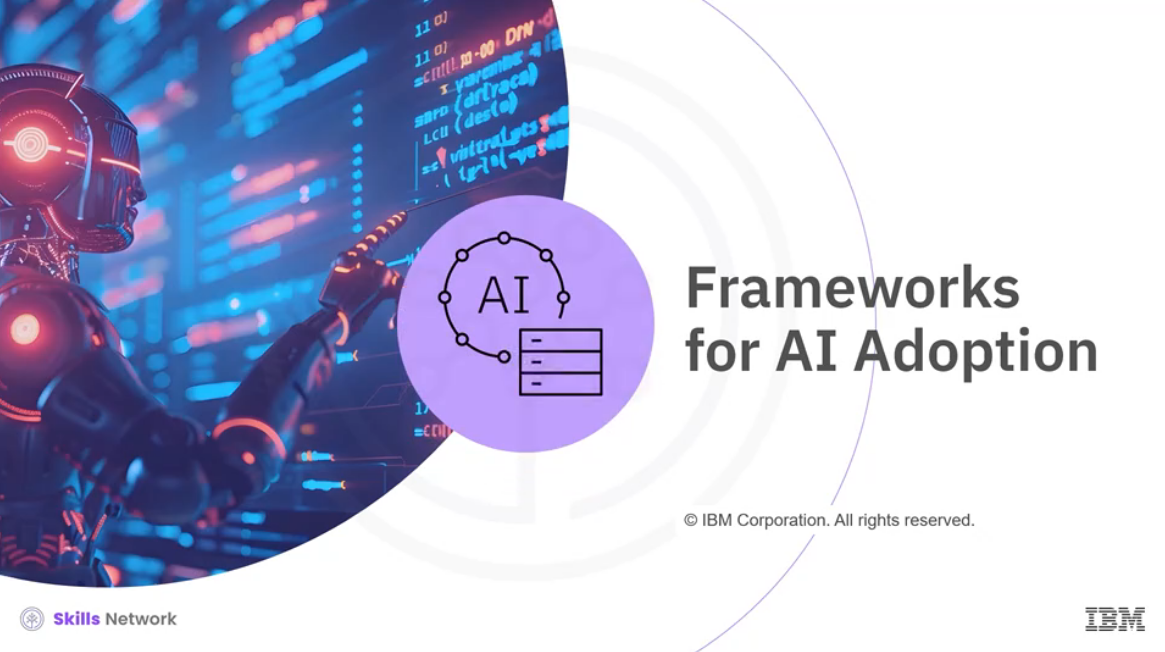 AI
Frameworks
for AI Adoption
© IBM Corporation. All rights reserved.
Skills Network
IBM